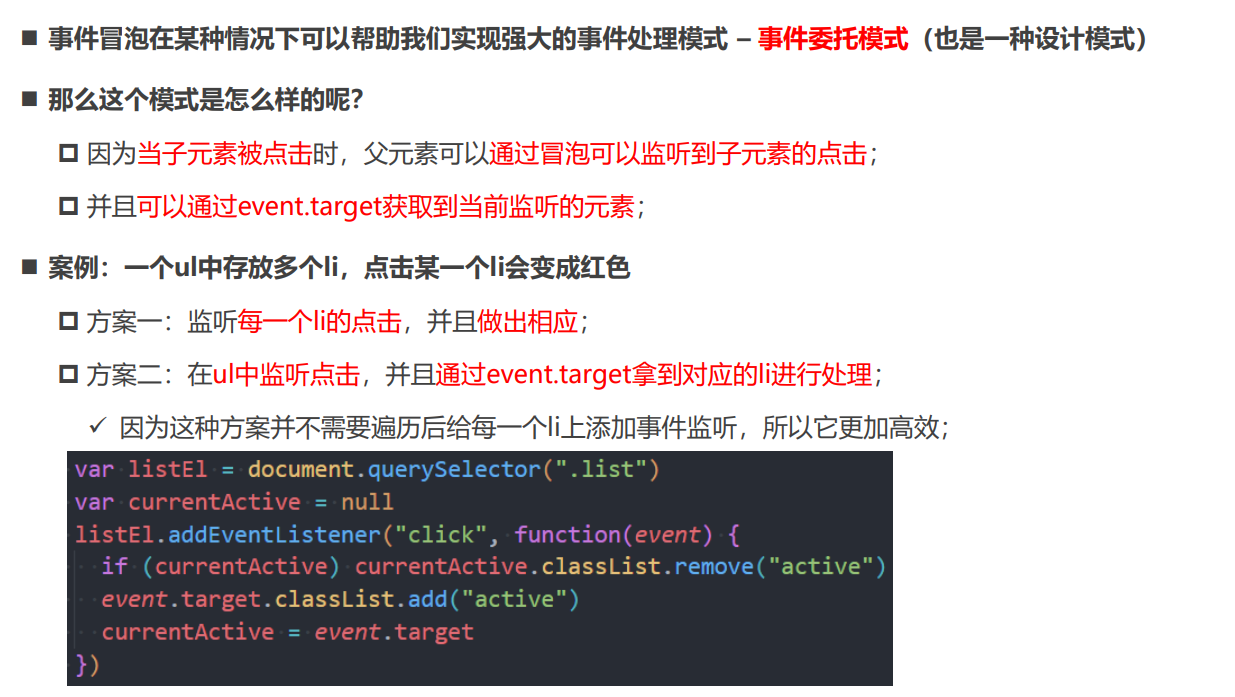 事件冒泡在某种情况下可以帮助我们实现强大的事件处理模式 – 事件委托模式（也是一种设计模式）
那么这个模式是怎么样的呢？
因为当子元素被点击时，父元素可以通过冒泡可以监听到子元素的点击；
并且可以通过event.target获取到当前监听的元素；
案例：一个ul中存放多个li，点击某一个li会变成红色
方案一：监听每一个li的点击，并且做出相应；
方案二：在ul中监听点击，并且通过event.target拿到对应的li进行处理；
因为这种方案并不需要遍历后给每一个li上添加事件监听，所以它更加高效；
var listEl = document.querySelector(".list")
var currentActive = null
listEl.addEventListener("click", function(event) {
  if (currentActive) currentActive.classList.remove("active")
  event.target.classList.add("active")
  currentActive = event.target
})